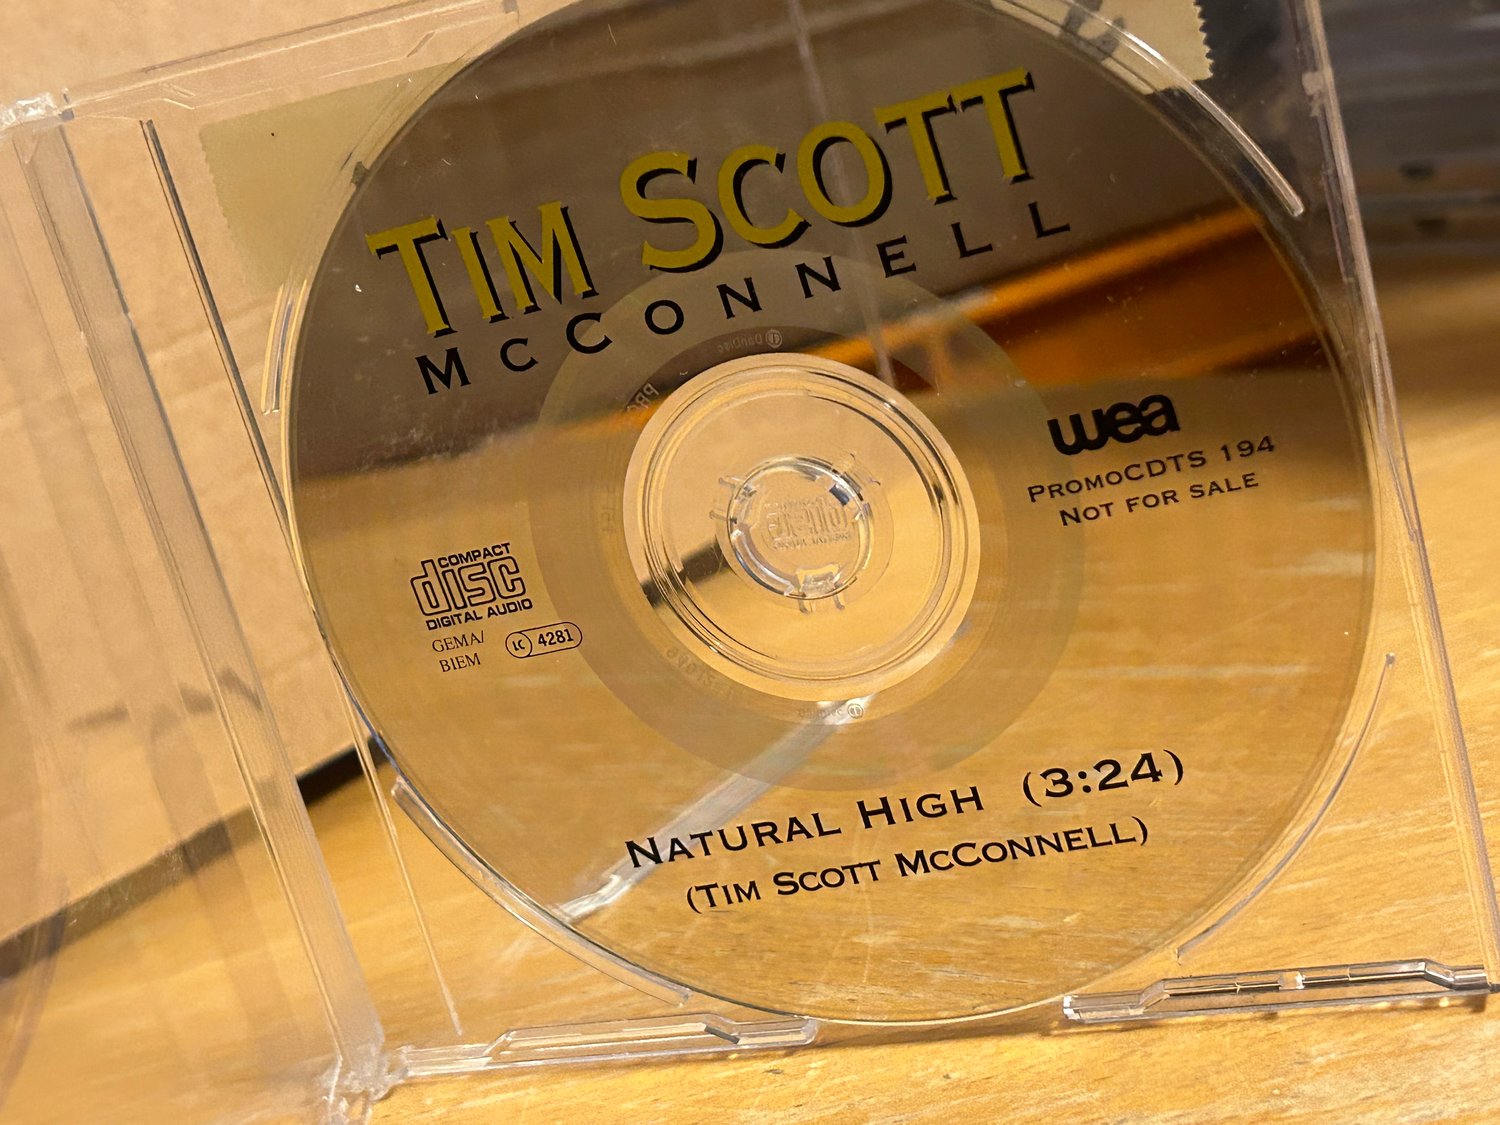 TIM SCOTT
MCCONNELL
wea
PROMOCDTS 194
NOT FOR SALE
COMPACT
disc
DIGITAL AUDIO
GEMA/
BIEM
LC 4281
NATURAL HIGH (3:24)
(TIM SCOTT MCCONNELL)